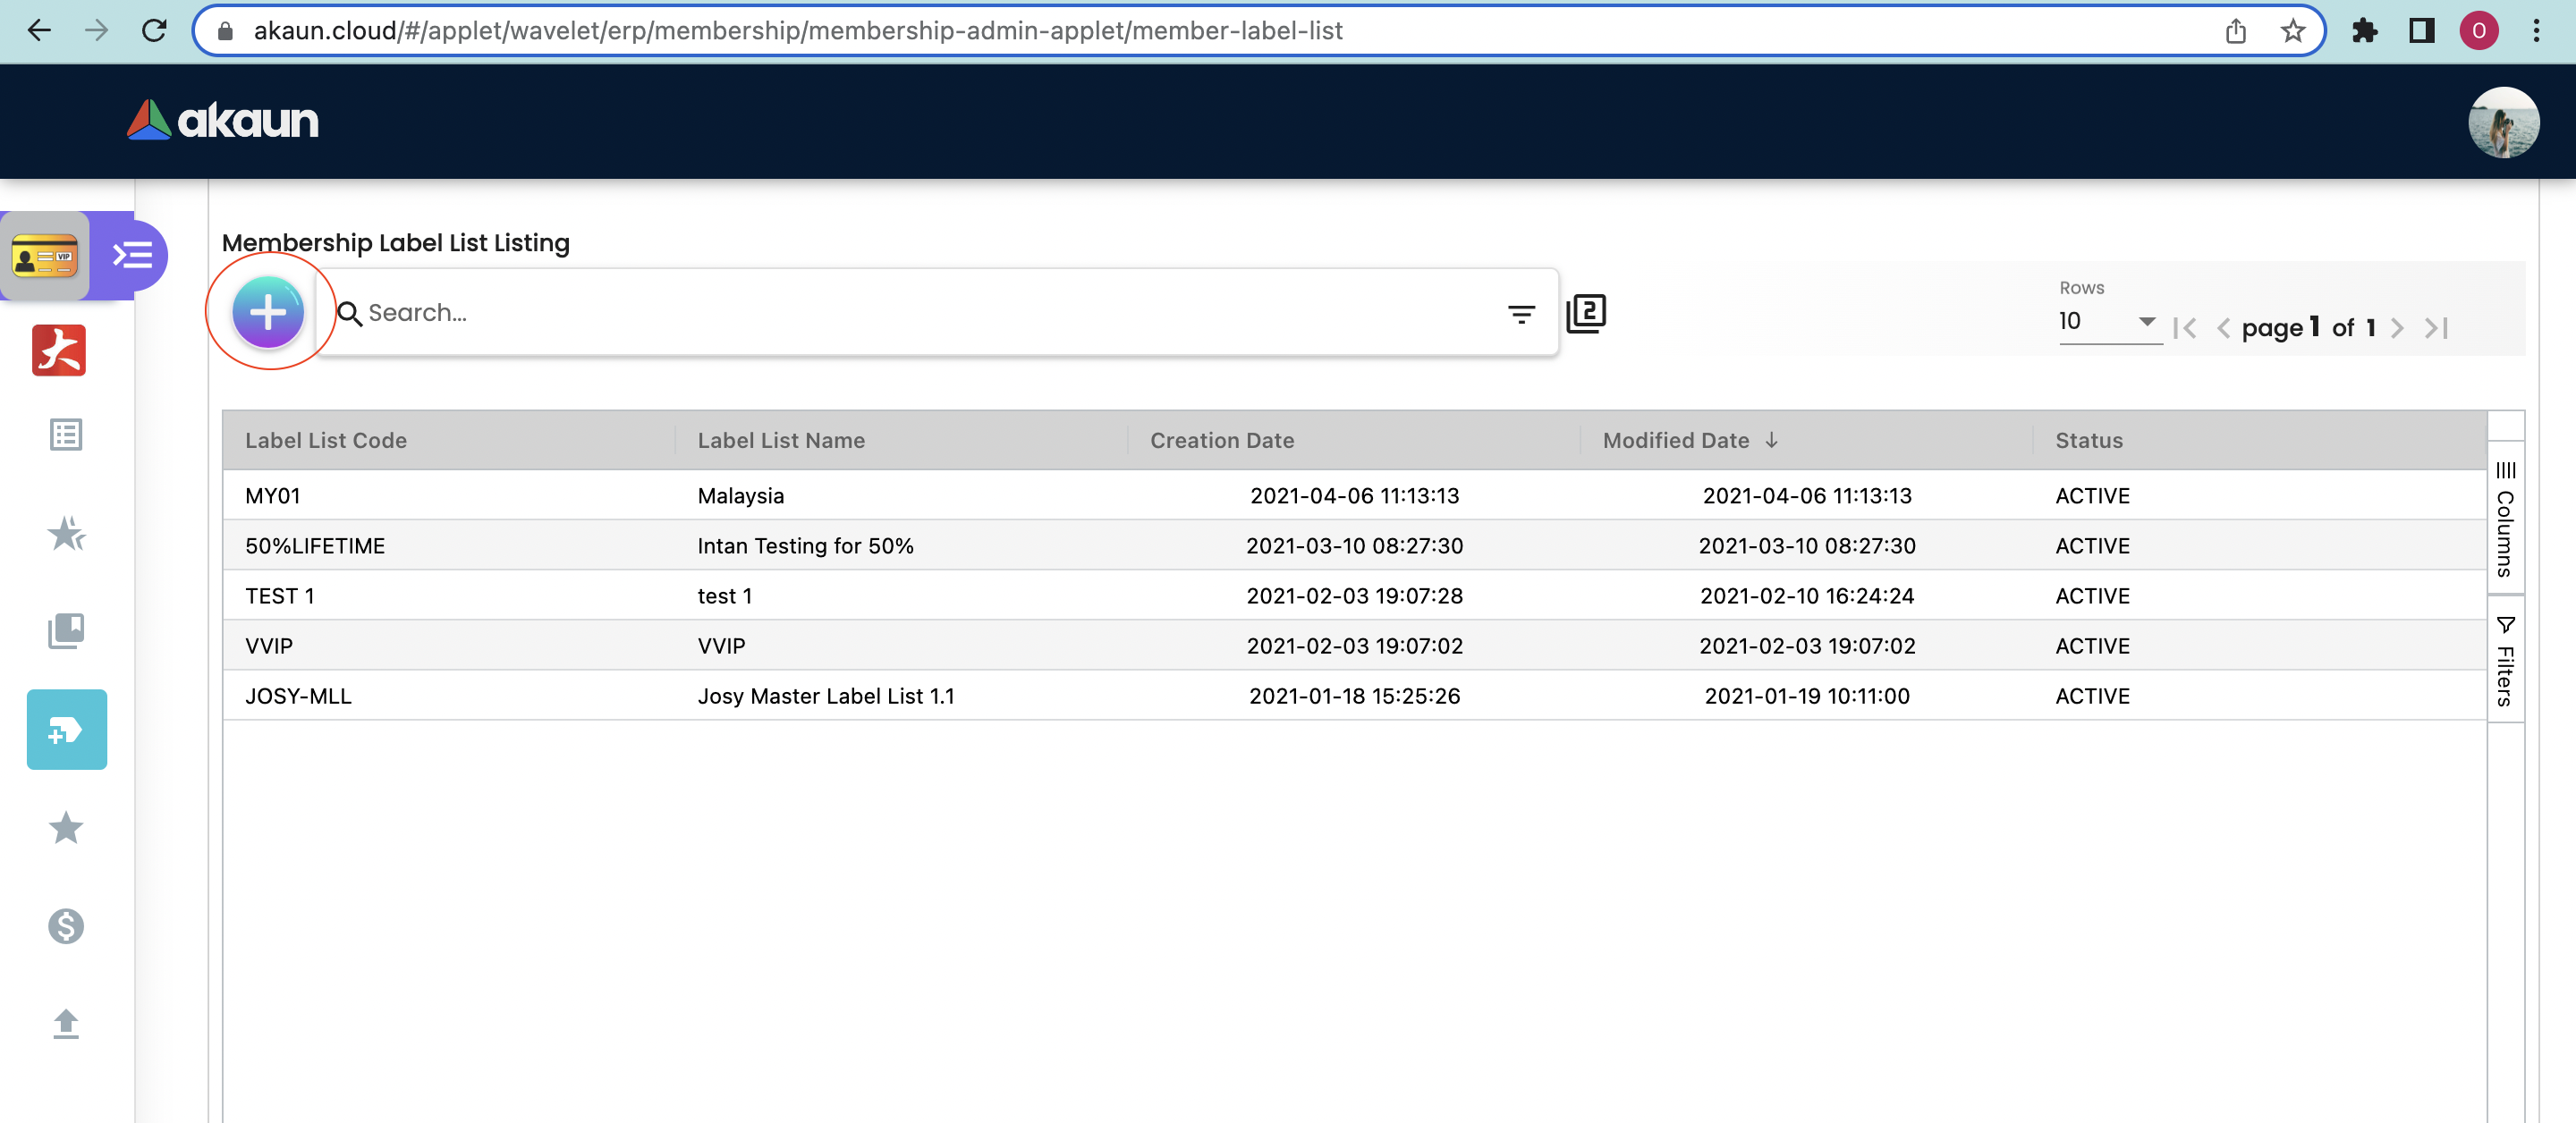 akaun.cloud/#/applet/wavelet/erp/membership/membership-admin-applet/member-label-list
O
akaun
VIP
Membership Label List Listing
Search...
2
Rows
10
page 1 of 1
Label List Code Label List Name Creation Date Modified Date Status
MY01 Malaysia 2021-04-06 11:13:13 2021-04-06 11:13:13 ACTIVE
50%LIFETIME Intan Testing for 50% 2021-03-10 08:27:30 2021-03-10 08:27:30 ACTIVE
TEST 1 test 1 2021-02-03 19:07:28 2021-02-10 16:24:24 ACTIVE
VVIP VVIP 2021-02-03 19:07:02 2021-02-03 19:07:02 ACTIVE
JOSY-MLL Josy Master Label List 1.1 2021-01-18 15:25:26 2021-01-19 10:11:00 ACTIVE
Columns
Filters